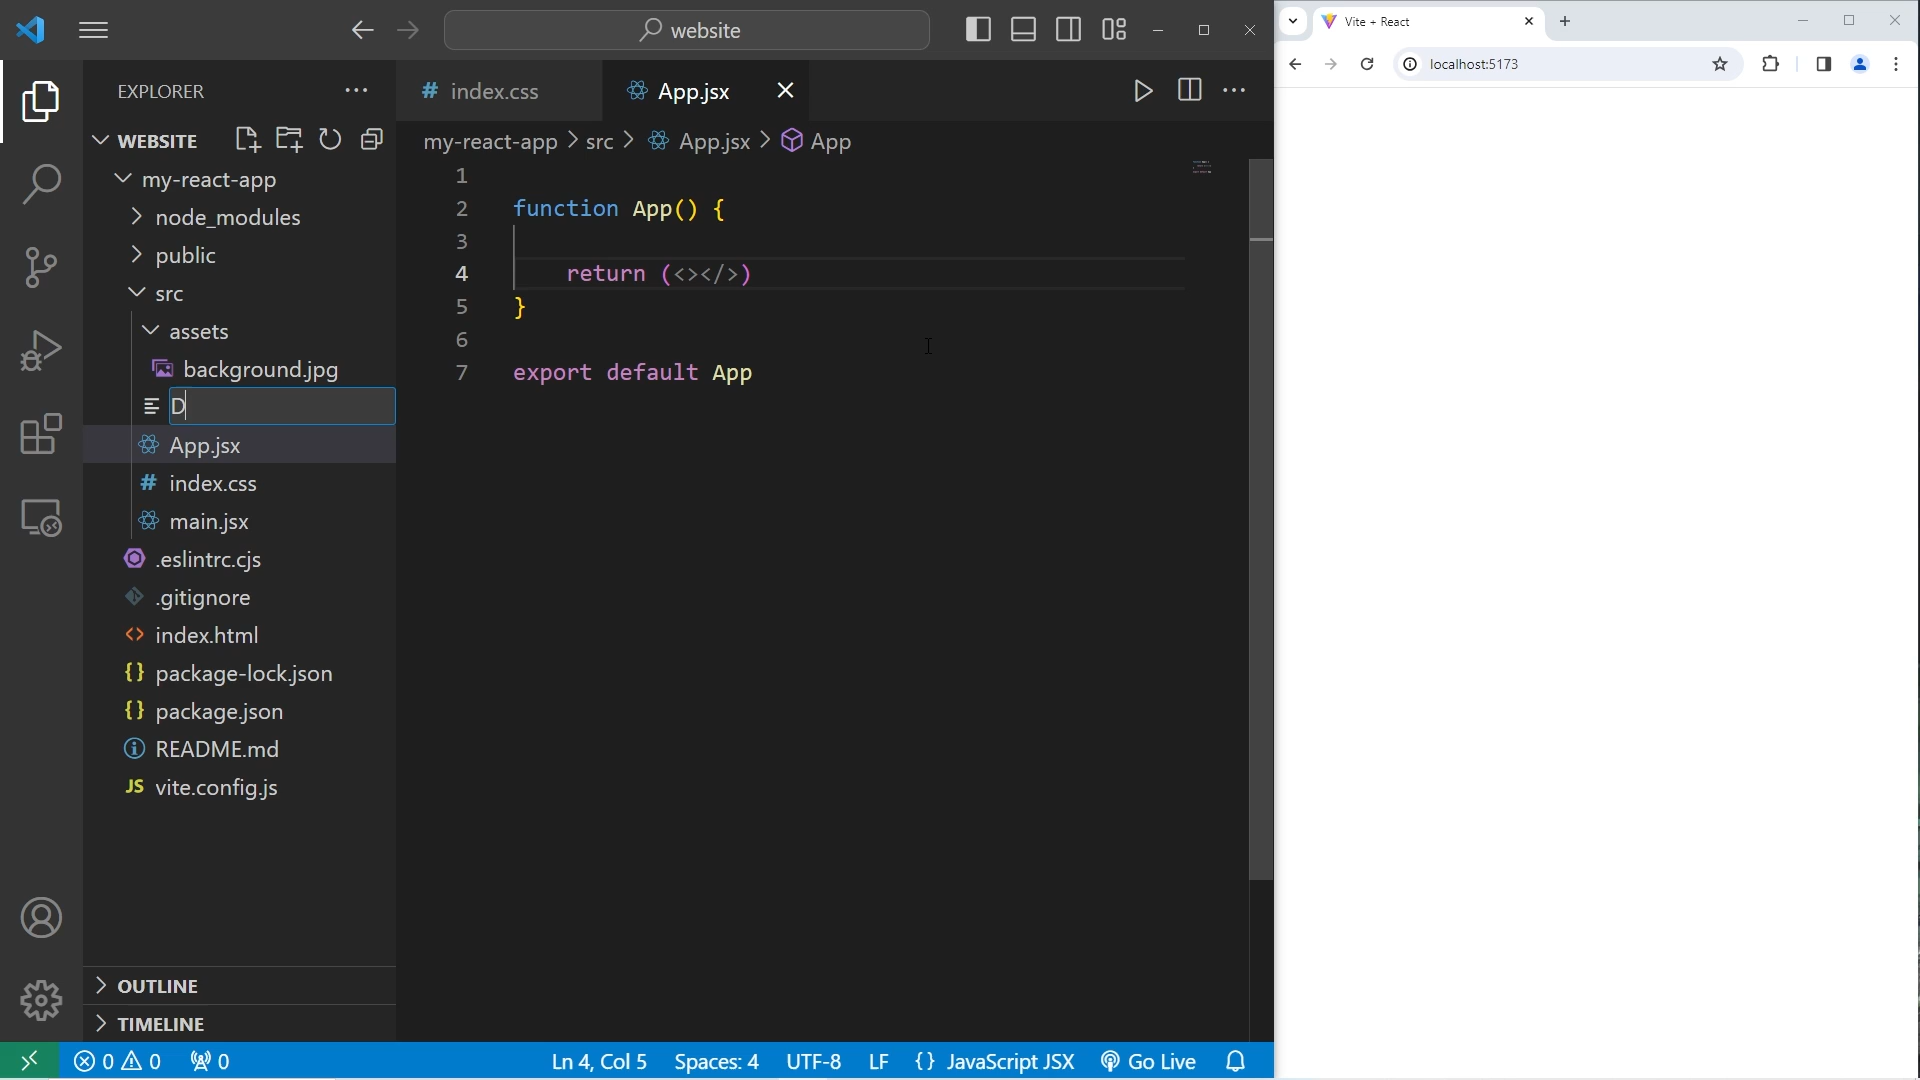 website
EXPLORER
WEBSITE
my-react-app
node_modules
public
src
assets
background.jpg
D
App.jsx
index.css
main.jsx
.eslintrc.cjs
.gitignore
index.html
package-lock.json
package.json
README.md
JS vite.config.js
OUTLINE
TIMELINE
# index.css
App.jsx
my-react-app > src > App.jsx > App
1
2 function App() {
3
4 return (<></>)
5 }
6
7 export default App
0 0 0
Ln 4, Col 5 Spaces: 4 UTF-8 LF {} JavaScript JSX Go Live
Vite + React
localhost:5173